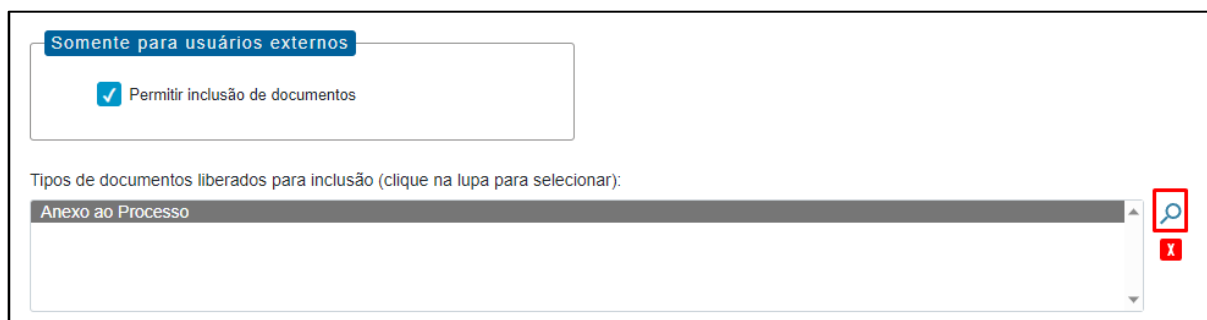 Somente para usuários externos
Permitir inclusão de documentos
Tipos de documentos liberados para inclusão (clique na lupa para selecionar):
Anexo ao Processo
X